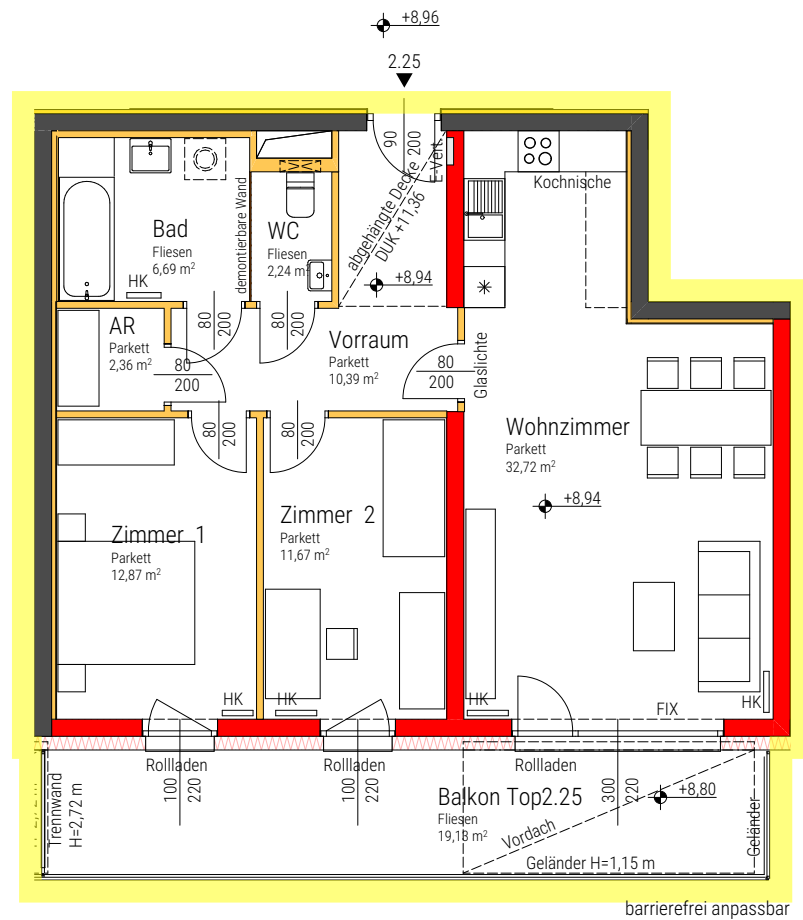 +8,96
2.25
90
200
E-Vert.
abgehängte Decke
DUK +11,36
Kochnische
demontierbare Wand
Bad
Fliesen
6,69 m²
HK
WC
Fliesen
2,24 m²
+8,94
80
200
80
200
AR
Parkett
2,36 m²
80
200
Vorraum
Parkett
10,39 m²
80
200
Glaslichte
Wohnzimmer
Parkett
32,72 m²
+8,94
80
200
80
200
Zimmer 1
Parkett
12,87 m²
Zimmer 2
Parkett
11,67 m²
HK
HK
HK
FIX
HK
Rollladen
Rollladen
Rollladen
100
220
100
220
300
220
Trennwand
H=2,72 m
Balkon Top2.25
Fliesen
19,13 m²
+8,80
Vordach
Geländer
Geländer H=1,15 m
barrierefrei anpassbar